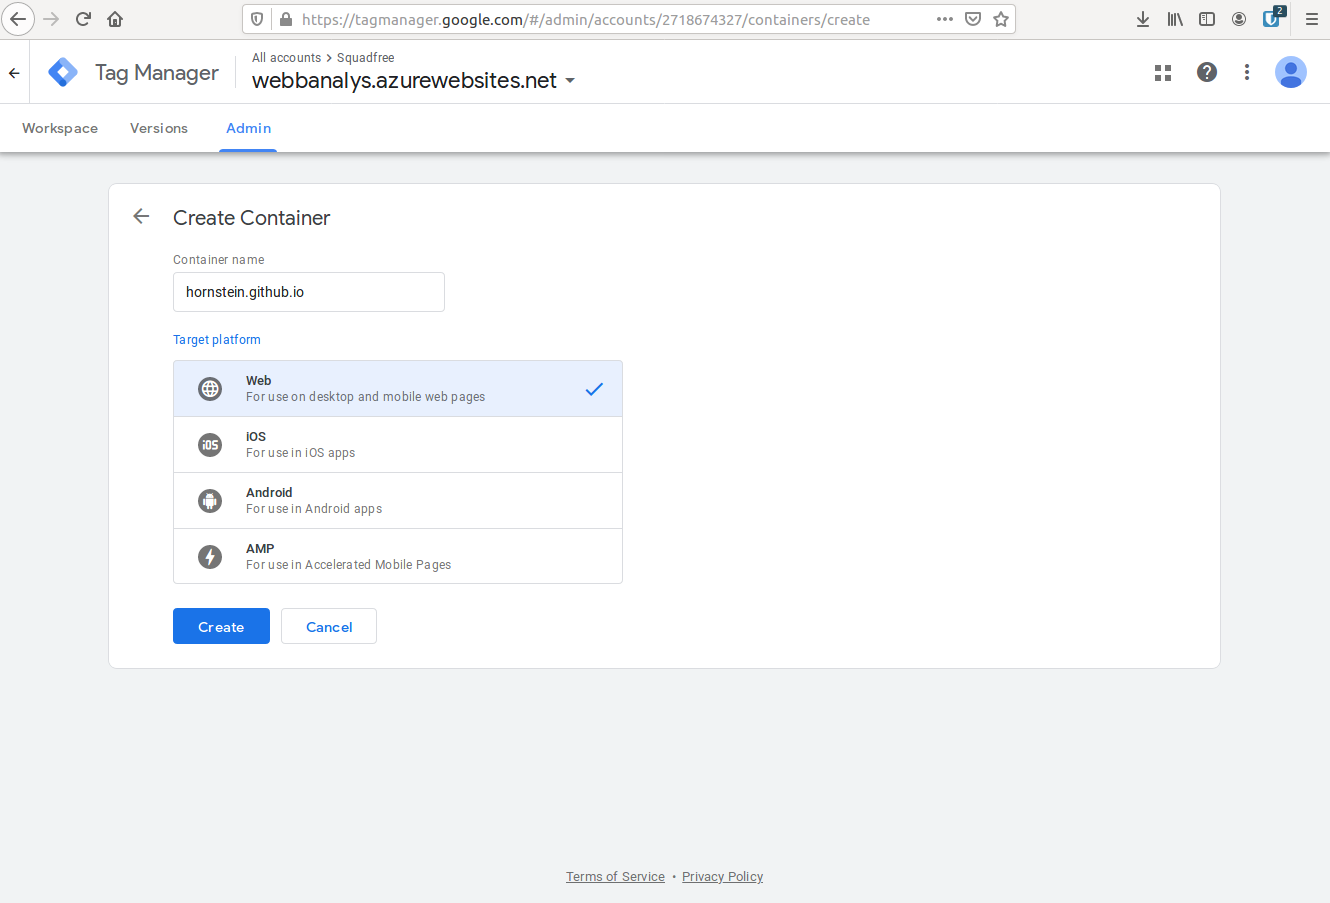 https://tagmanager.google.com/#/admin/accounts/2718674327/containers/create
2
Tag Manager
All accounts > Squadfree
webbanalys.azurewebsites.net
Workspace
Versions
Admin
Create Container
Container name
hornstein.github.io
Target platform
Web
For use on desktop and mobile web pages
iOS
iOS
For use in iOS apps
Android
For use in Android apps
AMP
For use in Accelerated Mobile Pages
Create
Cancel
Terms of Service • Privacy Policy